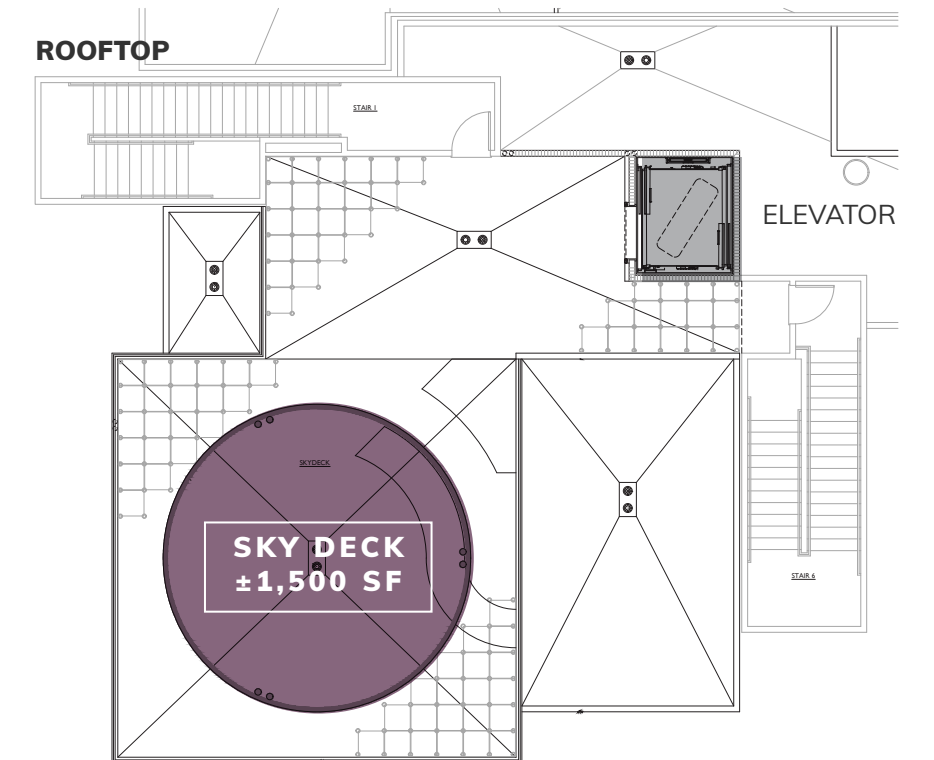 ROOFTOP
STAIR 1
ELEVATOR
SKYDECK
SKY DECK
±1,500 SF
STAIR 6